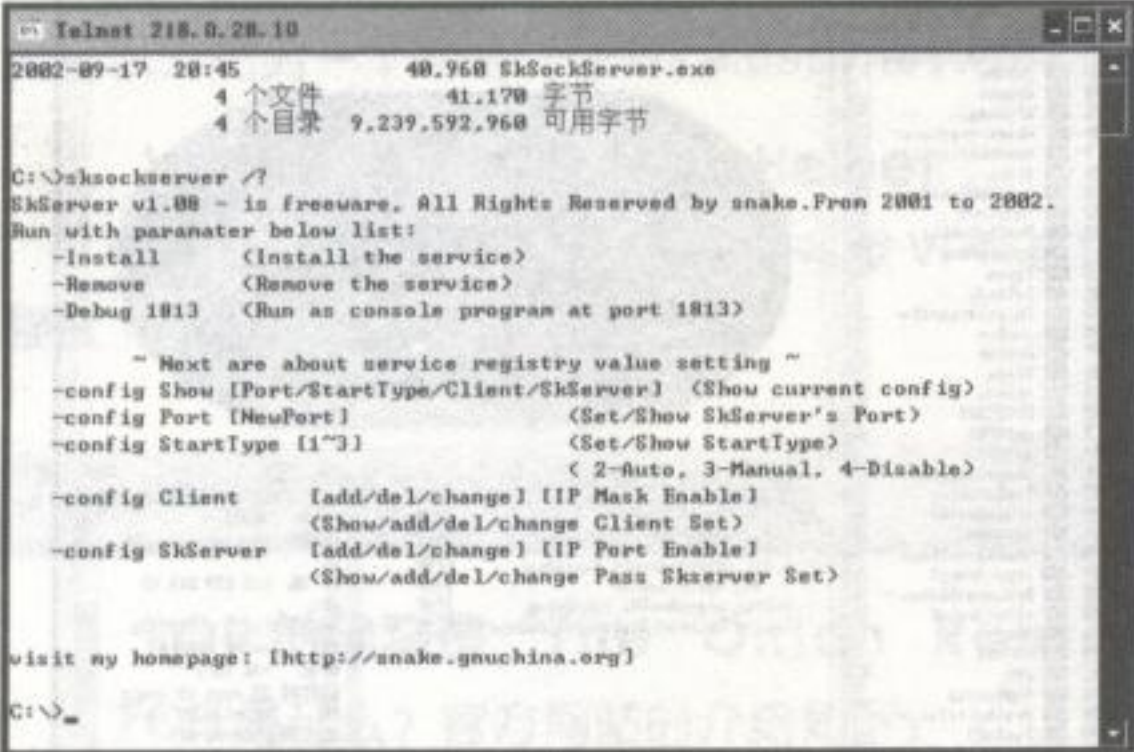 Telnet 218.0.28.10
2002-09-17  20:45             40,960 SkSockServer.exe
4 个文件         41,170 字节
4 个目录  9,239,592,960 可用字节
C:\>sksockserver /?
SkServer v1.08 - is freeware, All Rights Reserved by snake.From 2001 to 2002.
Run with paramater below list:
-Install      (Install the service)
-Remove       (Remove the service)
-Debug 1813   (Run as console program at port 1813)
~ Next are about service registry value setting ~
-config Show [Port/StartType/Client/SkServer]  (Show current config)
-config Port [NewPort]                (Set/Show SkServer's Port)
-config StartType [1~3]               (Set/Show StartType)
( 2-Auto, 3-Manual, 4-Disable)
-config Client     [add/del/change] [IP Mask Enable]
(Show/add/del/change Client Set)
-config SkServer   [add/del/change] [IP Port Enable]
(Show/add/del/change Pass Skserver Set)
visit my homepage: [http://snake.gnuchina.org]
C:\>_